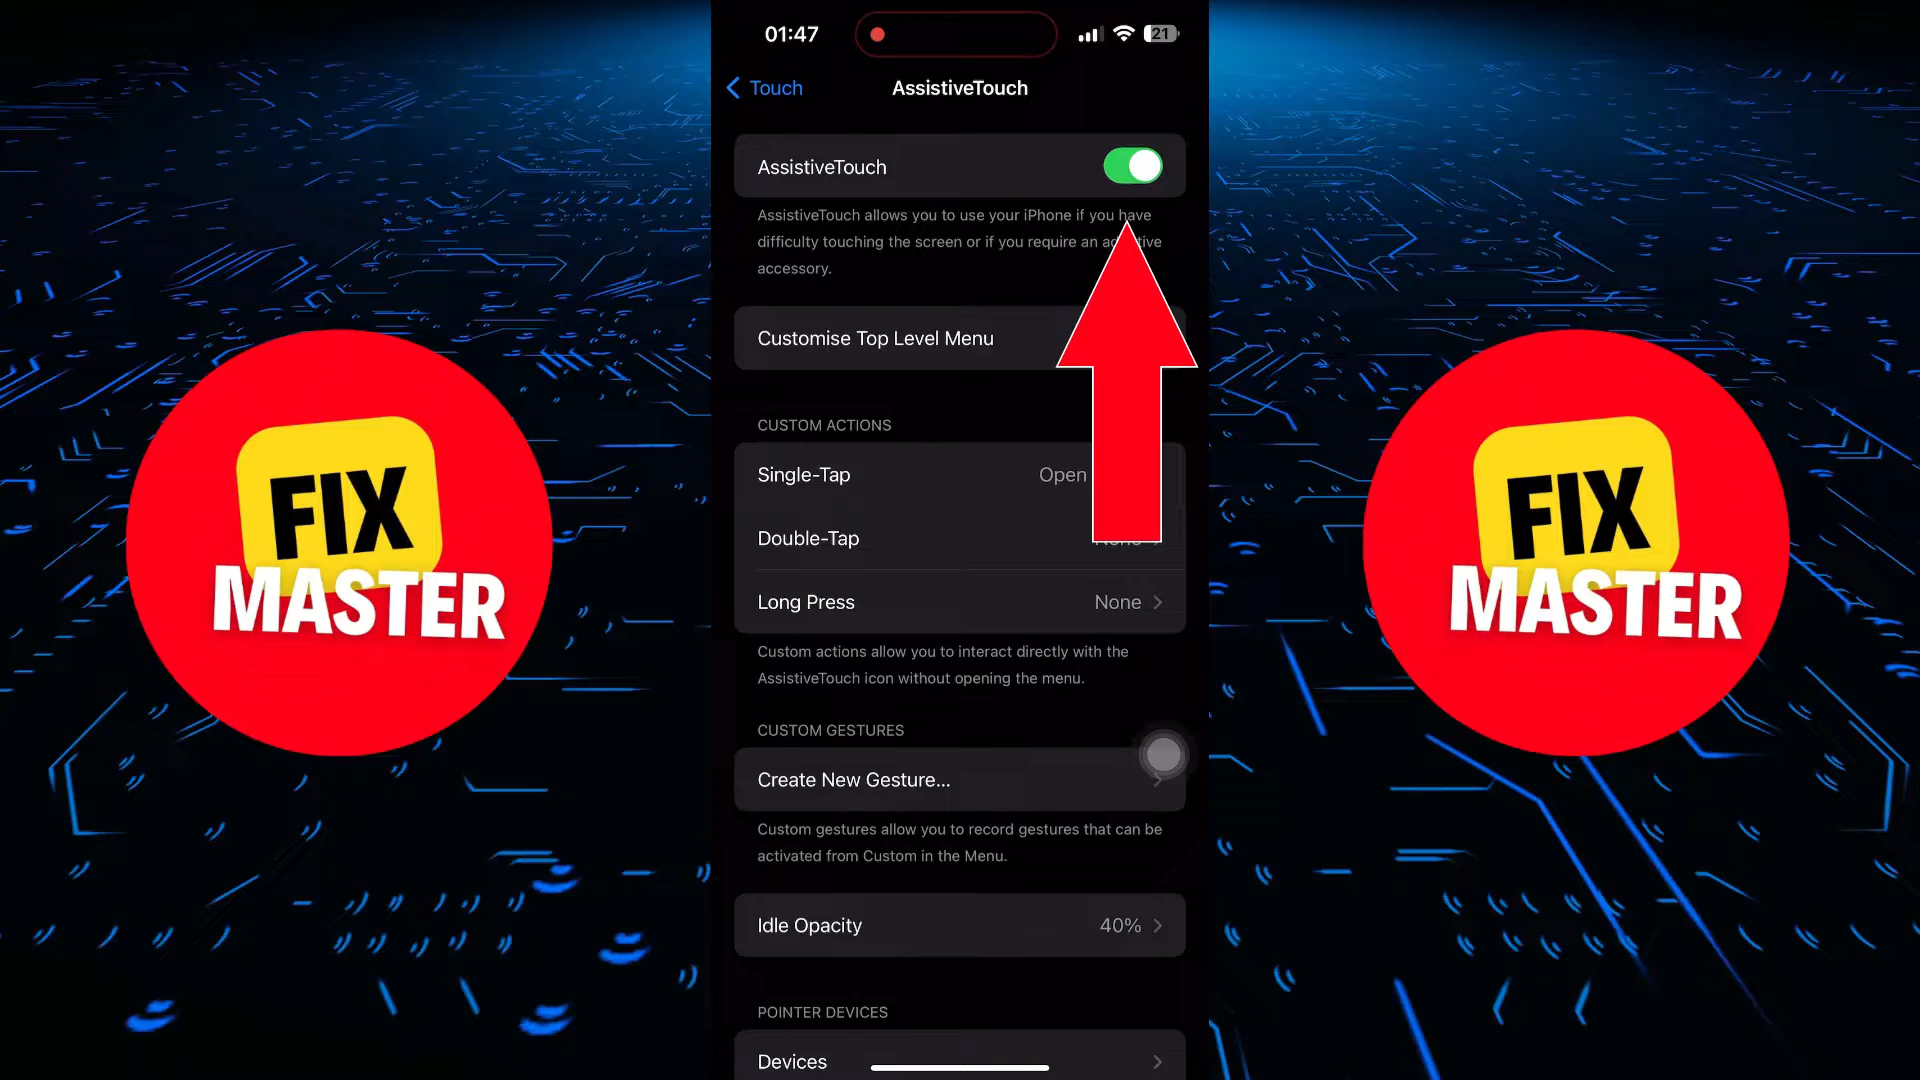 01:47
21
Touch
AssistiveTouch
AssistiveTouch
AssistiveTouch allows you to use your iPhone if you have
difficulty touching the screen or if you require an
accessory.
Customise Top Level Menu
CUSTOM ACTIONS
Single-Tap Open
Double-Tap None
Long Press None
Custom actions allow you to interact directly with the
AssistiveTouch icon without opening the menu.
CUSTOM GESTURES
Create New Gesture...
Custom gestures allow you to record gestures that can be
activated from Custom in the Menu.
Idle Opacity 40%
POINTER DEVICES
Devices
FIX
MASTER
FIX
MASTER